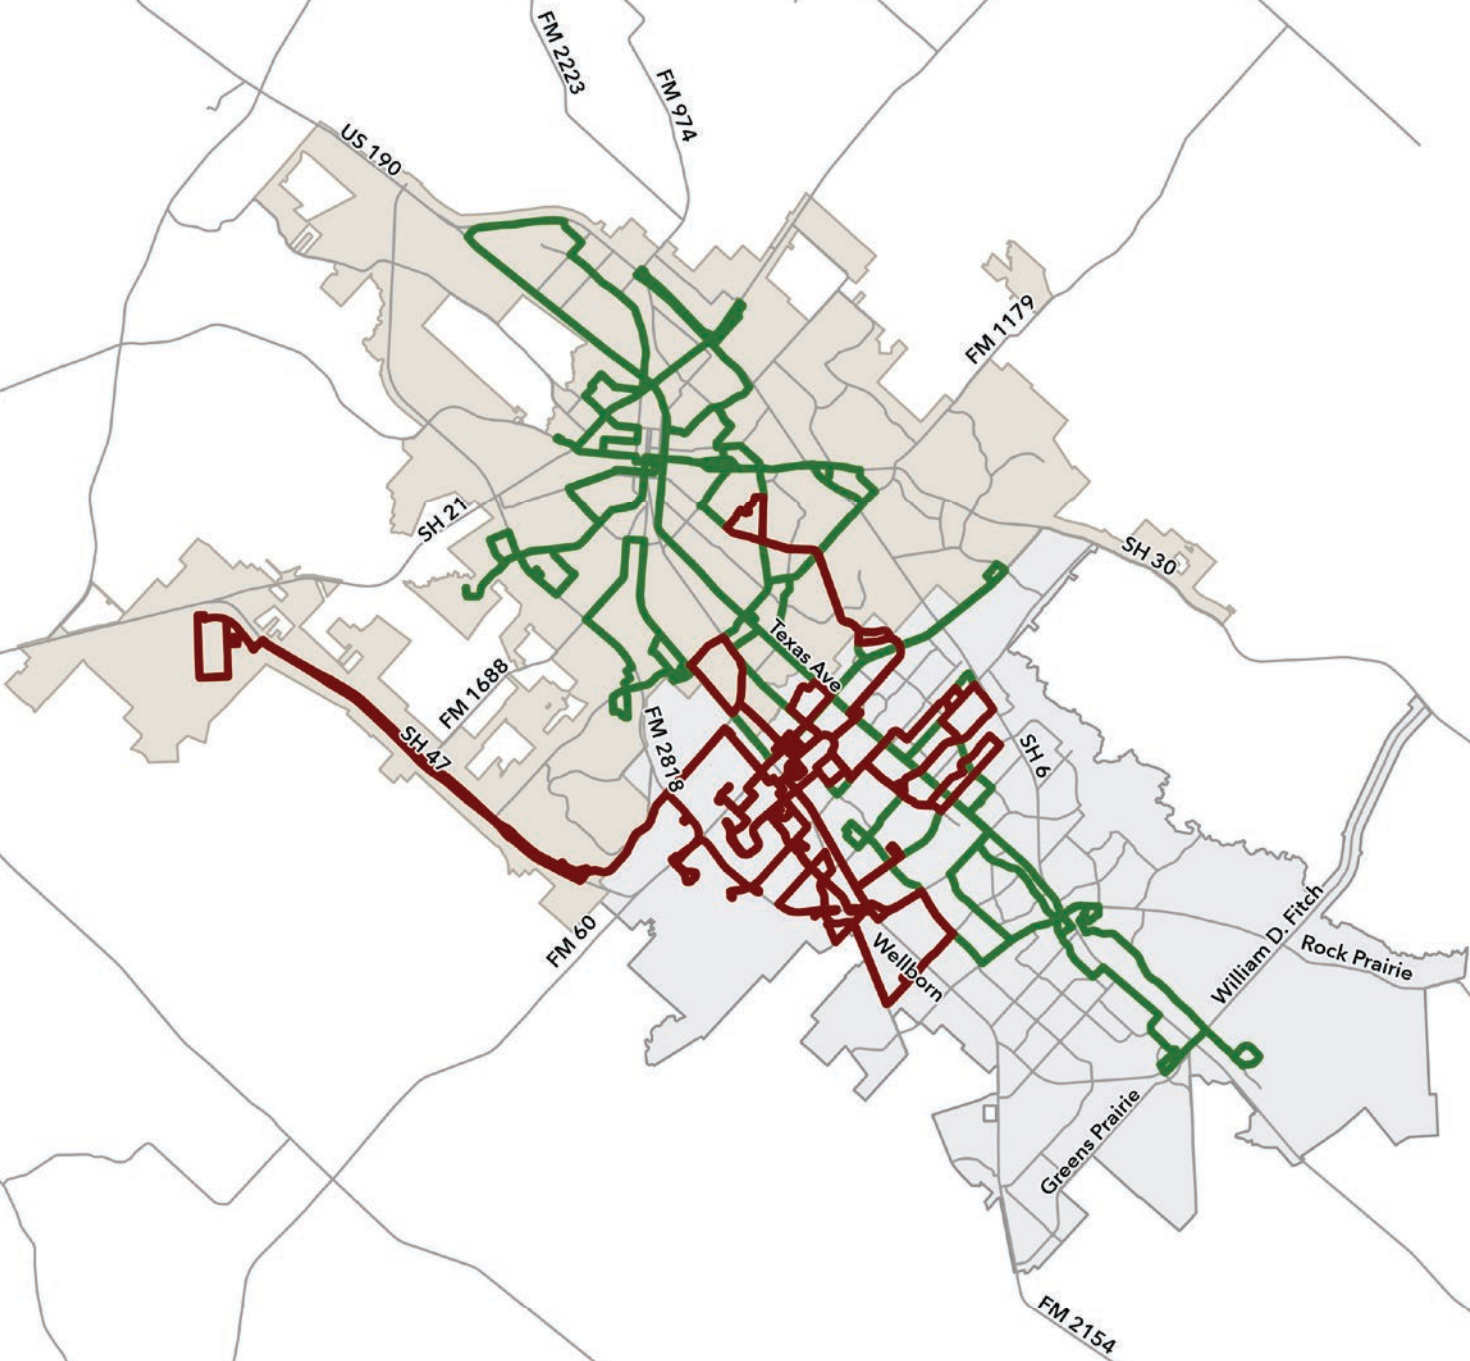 FM 2223
FM 974
US 190
FM 1179
SH 21
SH 30
Texas Ave
FM 1688
SH 47
FM 2818
SH 6
FM 60
Wellborn
William D. Fitch
Rock Prairie
Greens Prairie
FM 2154